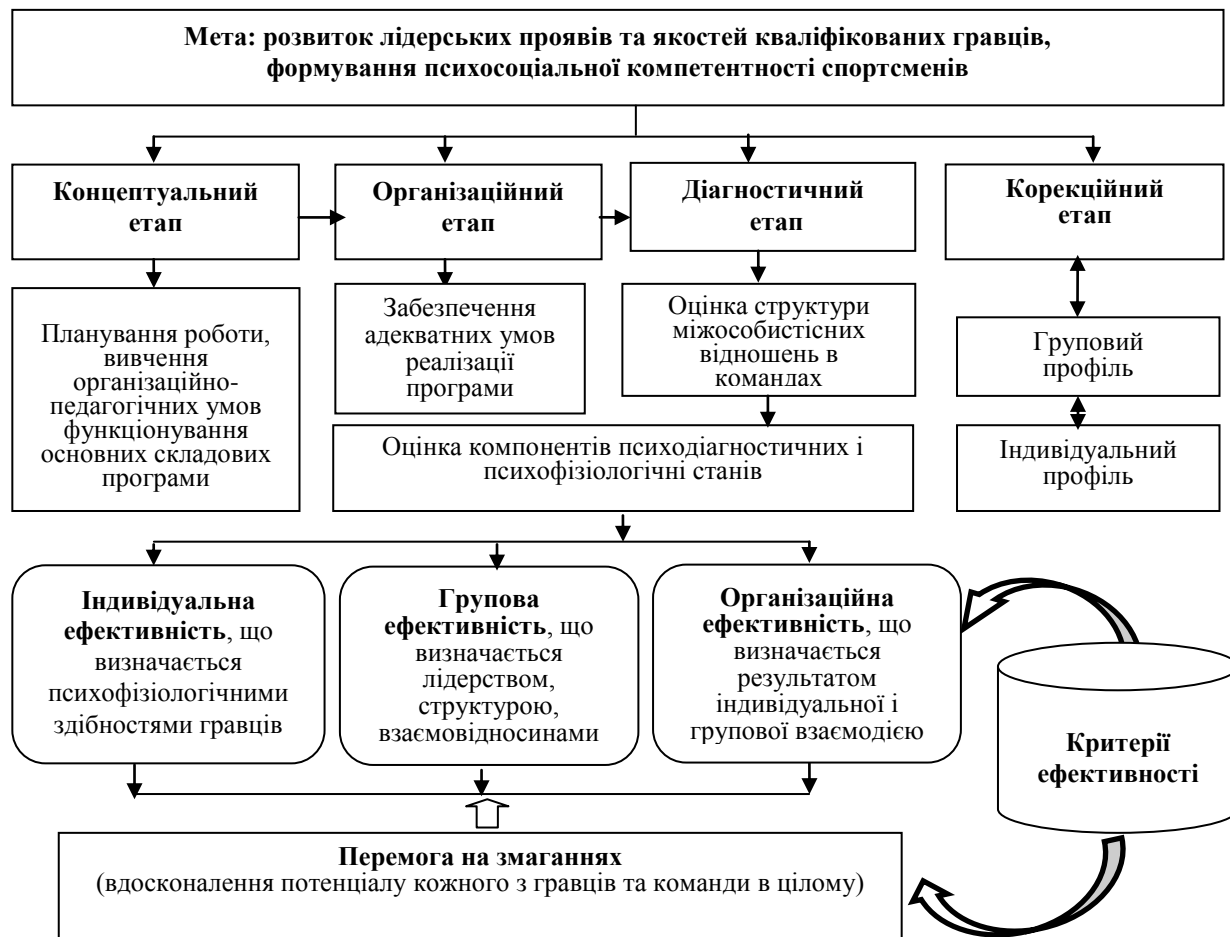 Мета: розвиток лідерських проявів та якостей кваліфікованих гравців,
формування психосоціальної компетентності спортсменів
Концептуальний
етап
Організаційний
етап
Діагностичний
етап
Корекційний
етап
Планування роботи,
вивчення
організаційно-
педагогічних умов
функціонування
основних складових
програми
Забезпечення
адекватних умов
реалізації
програми
Оцінка структури
міжособистісних
відношень в
командах
Груповий
профіль
Індивідуальний
профіль
Оцінка компонентів психодіагностичних і
психофізіологічні станів
Індивідуальна
ефективність, що
визначається
психофізіологічними
здібностями гравців
Групова
ефективність, що
визначається
лідерством,
структурою,
взаємовідносинами
Організаційна
ефективність, що
визначається
результатом
індивідуальної і
групової взаємодією
Критерії
ефективності
Перемога на змаганнях
(вдосконалення потенціалу кожного з гравців та команди в цілому)